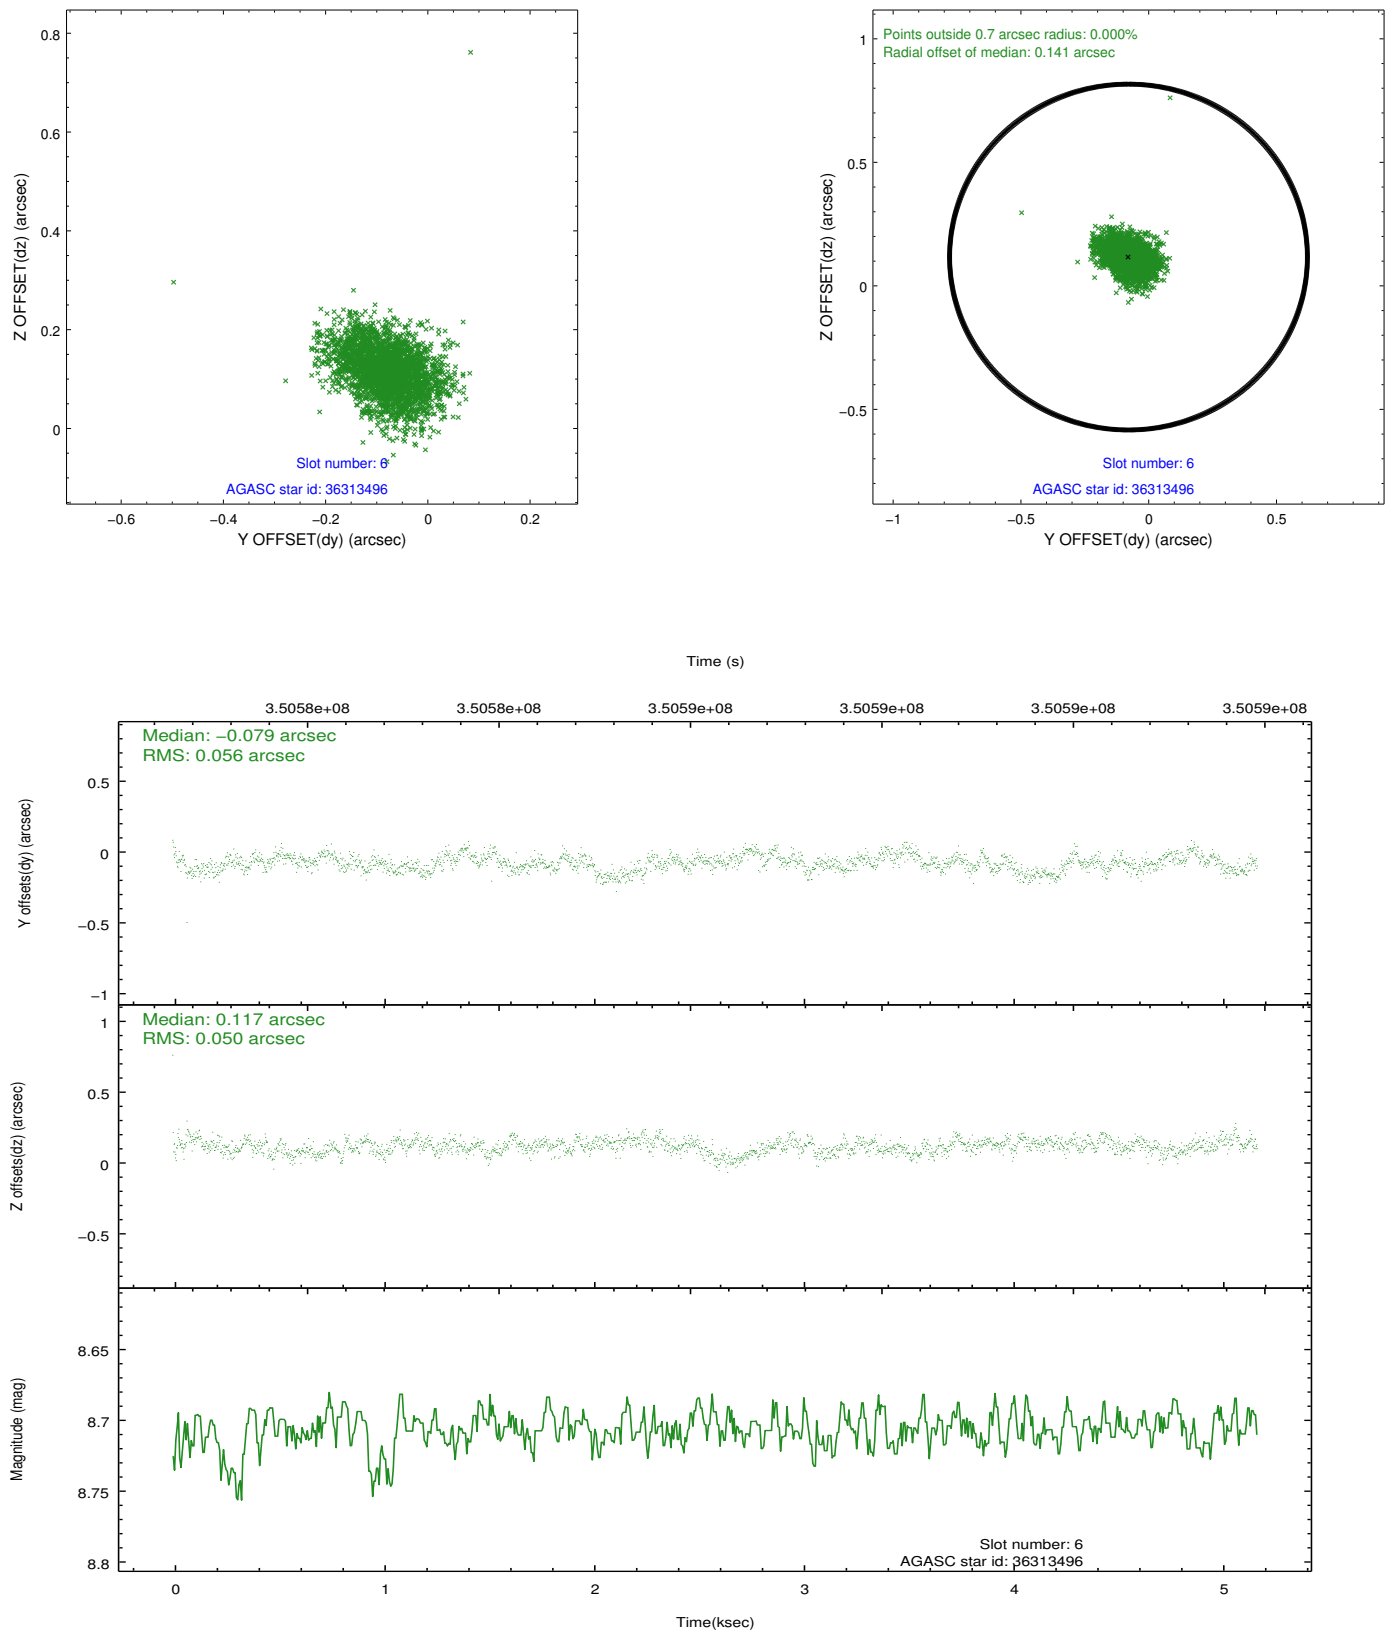 0.8
0.6
0.4
0.2
0
−0.6 −0.4 −0.2 0 0.2
Z OFFSET(dz) (arcsec)
Y OFFSET(dy) (arcsec)
Slot number: 6
AGASC star id: 36313496
Points outside 0.7 arcsec radius: 0.000%
Radial offset of median: 0.141 arcsec
1
0.5
0
−0.5
−1 −0.5 0 0.5
Z OFFSET(dz) (arcsec)
Y OFFSET(dy) (arcsec)
Slot number: 6
AGASC star id: 36313496
Time (s)
3.5058e+08 3.5058e+08 3.5059e+08 3.5059e+08 3.5059e+08 3.5059e+08
Median: −0.079 arcsec
RMS: 0.056 arcsec
0.5
0
−0.5
−1
Y offsets(dy) (arcsec)
Median: 0.117 arcsec
RMS: 0.050 arcsec
1
0.5
0
−0.5
Z offsets(dz) (arcsec)
8.65
8.7
8.75
8.8
Magnitude (mag)
Slot number: 6
AGASC star id: 36313496
0 1 2 3 4 5
Time(ksec)